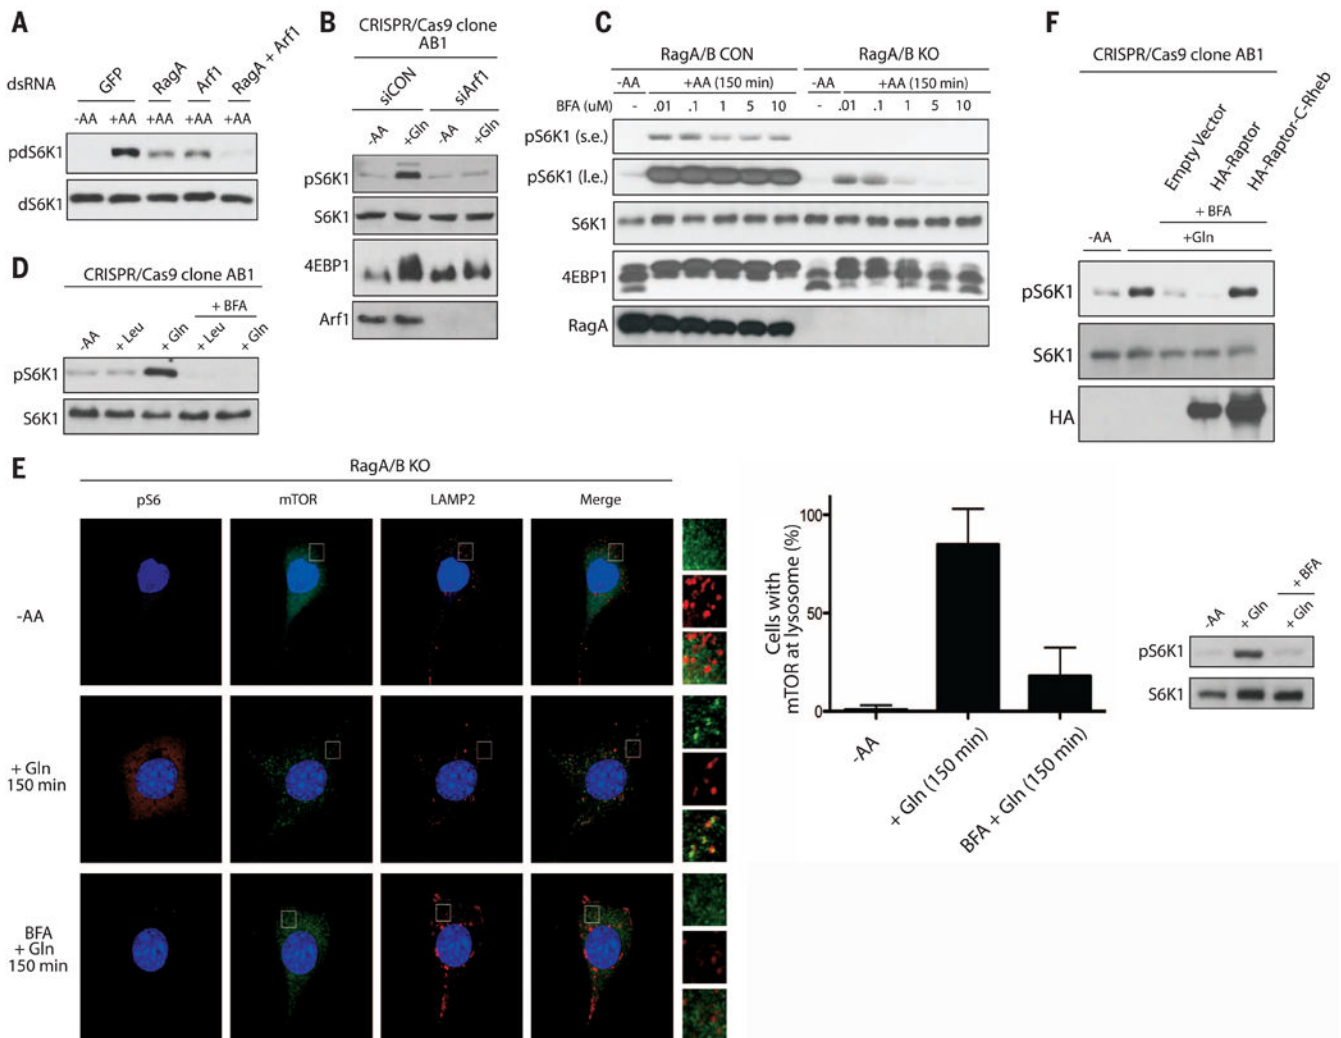 A
dsRNA
GFP
RagA
Arf1
RagA + Arf1
-AA +AA +AA +AA +AA
pdS6K1
dS6K1
B
CRISPR/Cas9 clone
AB1
siCON siArf1
-AA +Gln -AA +Gln
pS6K1
S6K1
4EBP1
Arf1
C
RagA/B CON RagA/B KO
-AA +AA (150 min) -AA +AA (150 min)
BFA (uM) - .01 .1 1 5 10 - .01 .1 1 5 10
pS6K1 (s.e.)
pS6K1 (l.e.)
S6K1
4EBP1
RagA
D
CRISPR/Cas9 clone AB1
+ BFA
-AA + Leu + Gln + Leu + Gln
pS6K1
S6K1
E
RagA/B KO
pS6 mTOR LAMP2 Merge
-AA
+ Gln
150 min
BFA
+ Gln
150 min
Cells with
mTOR at lysosome (%)
100
50
0
-AA
+ Gln (150 min)
BFA + Gln (150 min)
+ BFA
-AA + Gln + Gln
pS6K1
S6K1
F
CRISPR/Cas9 clone AB1
Empty Vector
HA-Raptor
HA-Raptor-C-Rheb
+ BFA
-AA +Gln
pS6K1
S6K1
HA